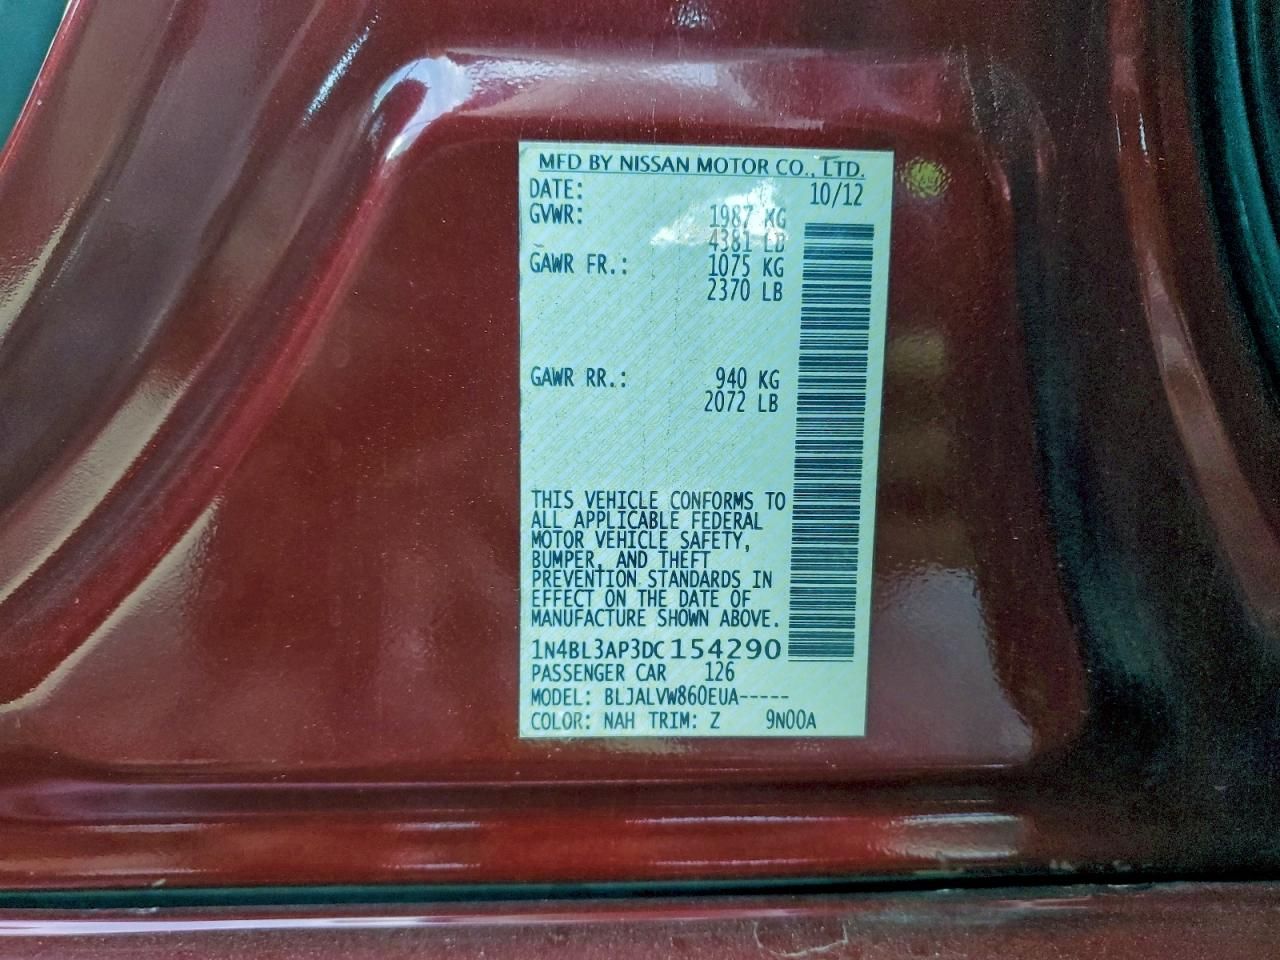 MFD BY NISSAN MOTOR CO., LTD.
DATE: 10/12
GVWR: 1987 KG
4381 LB
GAWR FR.: 1075 KG
2370 LB
GAWR RR.: 940 KG
2072 LB
THIS VEHICLE CONFORMS TO
ALL APPLICABLE FEDERAL
MOTOR VEHICLE SAFETY,
BUMPER, AND THEFT
PREVENTION STANDARDS IN
EFFECT ON THE DATE OF
MANUFACTURE SHOWN ABOVE.
1N4BL3AP3DC154290
PASSENGER CAR 126
MODEL: BLJALVW860EUA-----
COLOR: NAH TRIM: Z 9N00A